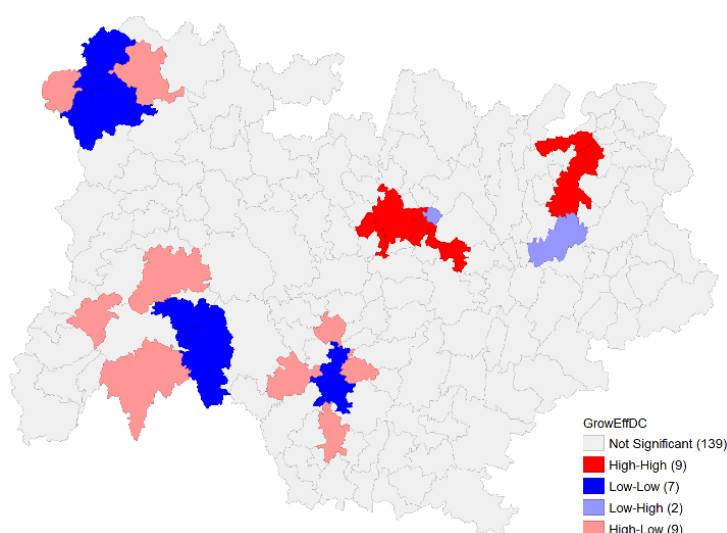 GrowEffDC
Not Significant (139)
High-High (9)
Low-Low (7)
Low-High (2)
High-Low (9)